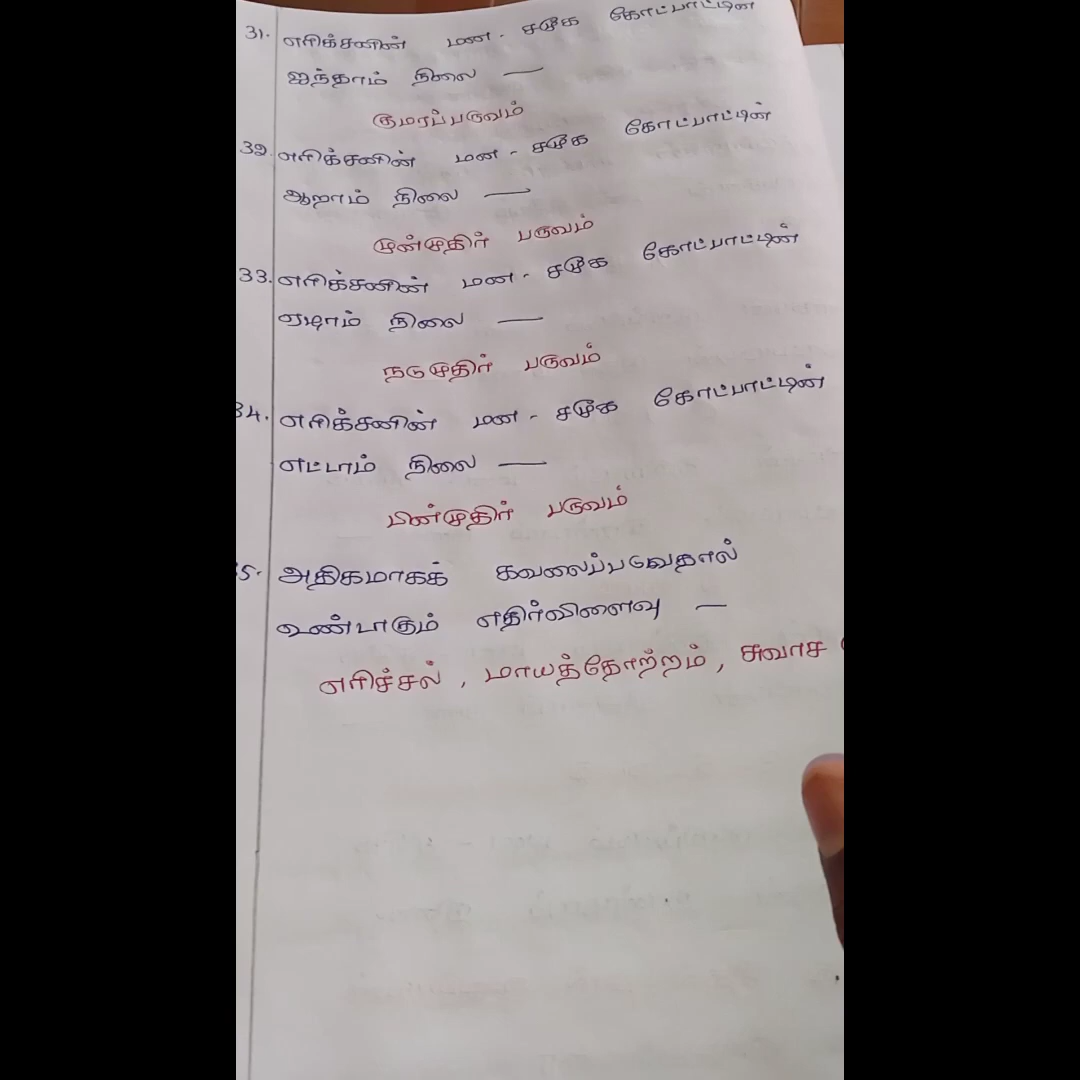 31. எரிக்சனின் மன - சமூக கோட்பாட்டின்
ஐந்தாம் நிலை —
குமரப்பருவம்
32. எரிக்சனின் மன - சமூக கோட்பாட்டின்
ஆறாம் நிலை —
முன்முதிர் பருவம்
33. எரிக்சனின் மன - சமூக கோட்பாட்டின்
ஏழாம் நிலை —
நடுமுதிர் பருவம்
34. எரிக்சனின் மன - சமூக கோட்பாட்டின்
எட்டாம் நிலை —
பின்முதிர் பருவம்
5. அதிகமாகக் கவலைப்படுவதால்
உண்டாகும் எதிர்விளைவு —
எரிச்சல், மாயத்தோற்றம், சுவாச